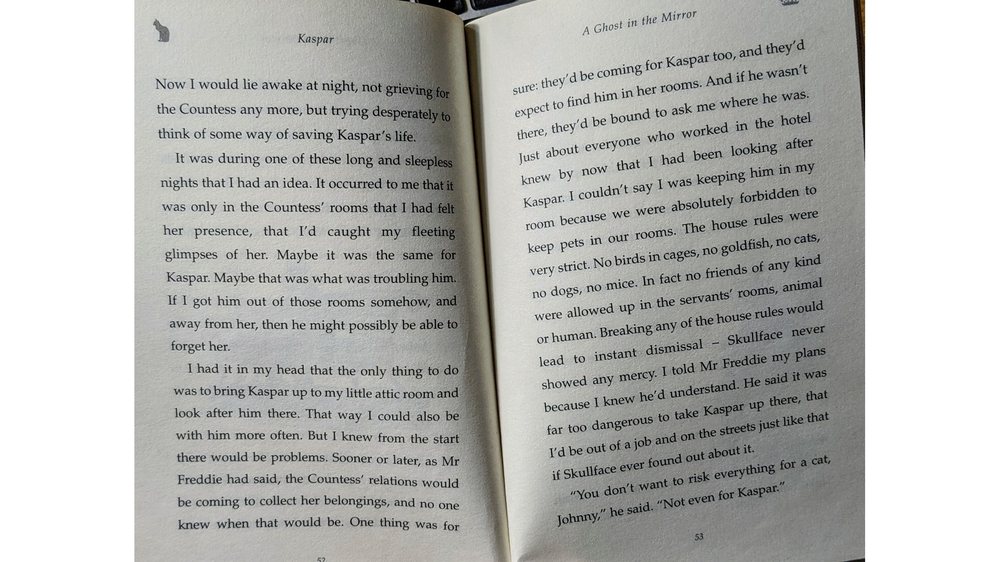 Kaspar
Now I would lie awake at night, not grieving for
the Countess any more, but trying desperately to
think of some way of saving Kaspar’s life.
It was during one of these long and sleepless
nights that I had an idea. It occurred to me that it
was only in the Countess’ rooms that I had felt
her presence, that I’d caught my fleeting
glimpses of her. Maybe it was the same for
Kaspar. Maybe that was what was troubling him.
If I got him out of those rooms somehow, and
away from her, then he might possibly be able to
forget her.
I had it in my head that the only thing to do
was to bring Kaspar up to my little attic room and
look after him there. That way I could also be
with him more often. But I knew from the start
there would be problems. Sooner or later, as Mr
Freddie had said, the Countess’ relations would
be coming to collect her belongings, and no one
knew when that would be. One thing was for
52
A Ghost in the Mirror
sure: they’d be coming for Kaspar too, and they’d
expect to find him in her rooms. And if he wasn’t
there, they’d be bound to ask me where he was.
Just about everyone who worked in the hotel
knew by now that I had been looking after
Kaspar. I couldn’t say I was keeping him in my
room because we were absolutely forbidden to
keep pets in our rooms. The house rules were
very strict. No birds in cages, no goldfish, no cats,
no dogs, no mice. In fact no friends of any kind
were allowed up in the servants’ rooms, animal
or human. Breaking any of the house rules would
lead to instant dismissal – Skullface never
showed any mercy. I told Mr Freddie my plans
because I knew he’d understand. He said it was
far too dangerous to take Kaspar up there, that
I’d be out of a job and on the streets just like that
if Skullface ever found out about it.
“You don’t want to risk everything for a cat,
Johnny,” he said. “Not even for Kaspar.”
53